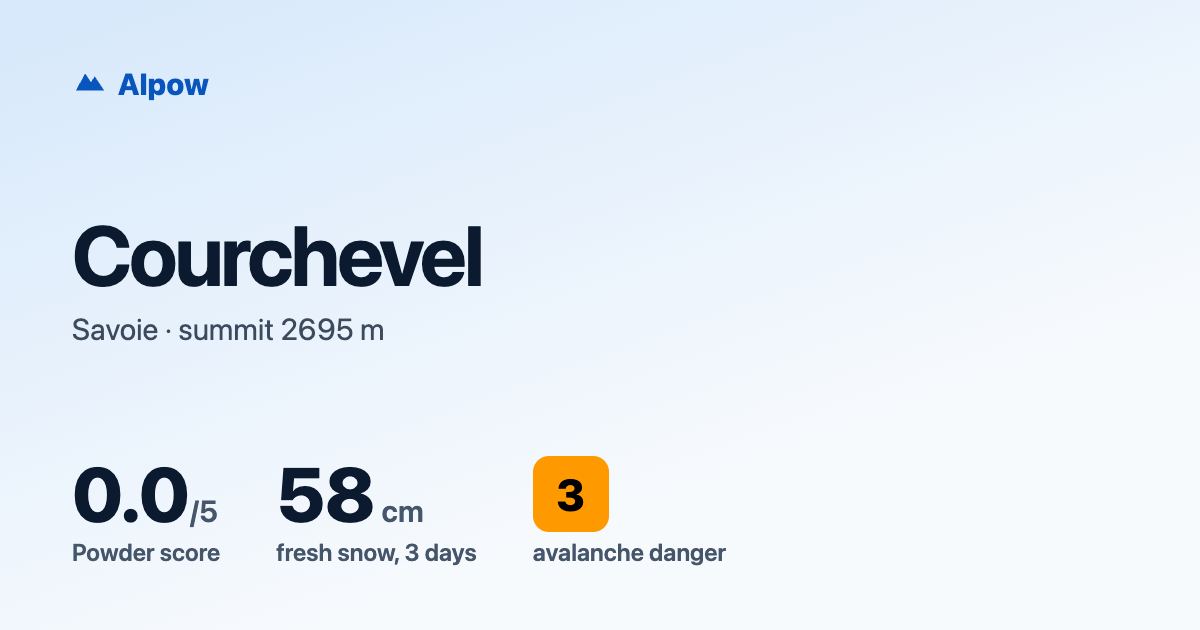 Alpow
Courchevel
Savoie · summit 2695 m
0.0/5 58 cm 3
Powder score fresh snow, 3 days avalanche danger